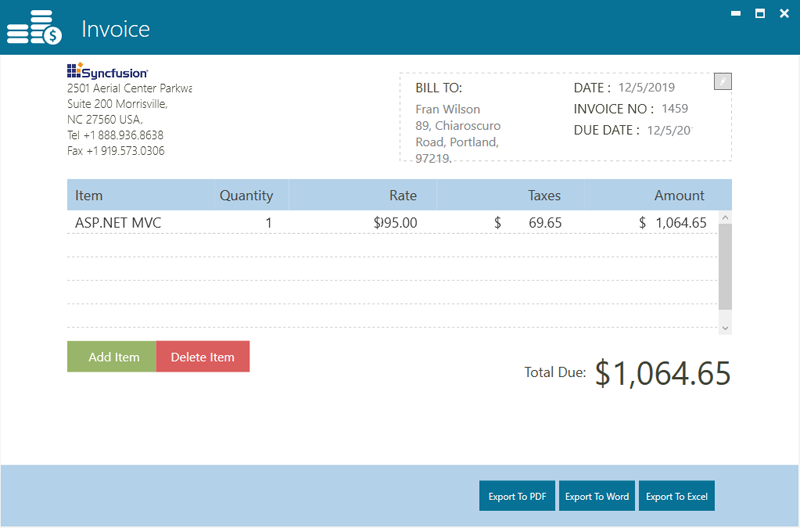 $ Invoice
Syncfusion
2501 Aerial Center Parkwa
Suite 200 Morrisville,
NC 27560 USA,
Tel +1 888.936.8638
Fax +1 919.573.0306
BILL TO:
Fran Wilson
89, Chiaroscuro
Road, Portland,
97219.
DATE : 12/5/2019
INVOICE NO : 1459
DUE DATE : 12/5/20
Item Quantity Rate Taxes Amount
ASP.NET MVC 1 $995.00 $ 69.65 $ 1,064.65
Add Item Delete Item
Total Due: $1,064.65
Export To PDF Export To Word Export To Excel